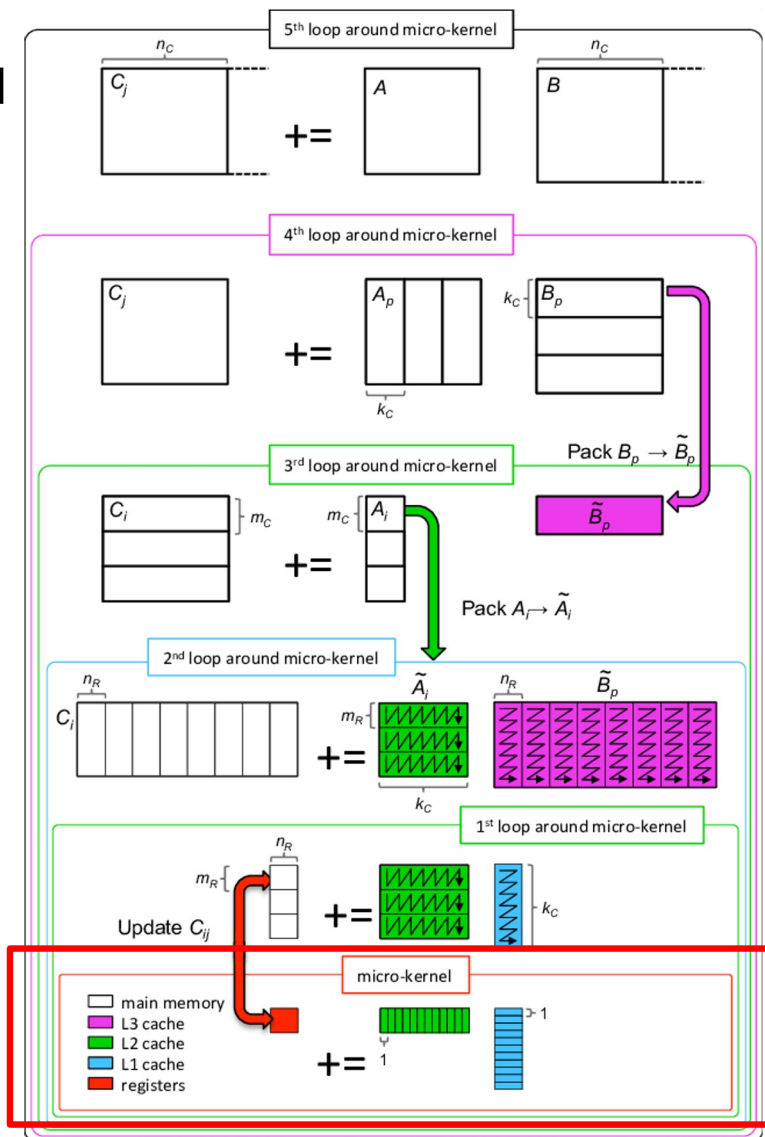 5th loop around micro-kernel
nC nC
Cj A B
+=
4th loop around micro-kernel
Cj Ap kC Bp
+=
kC
Pack Bp → B̃p
3rd loop around micro-kernel
Ci mC mC Ai B̃p
+=
Pack Ai → Ãi
2nd loop around micro-kernel
nR Ãi nR B̃p
Ci mR
+=
kC
1st loop around micro-kernel
nR
mR kC
+=
Update Cij
micro-kernel
main memory
L3 cache 1
L2 cache
+=
L1 cache 1
registers